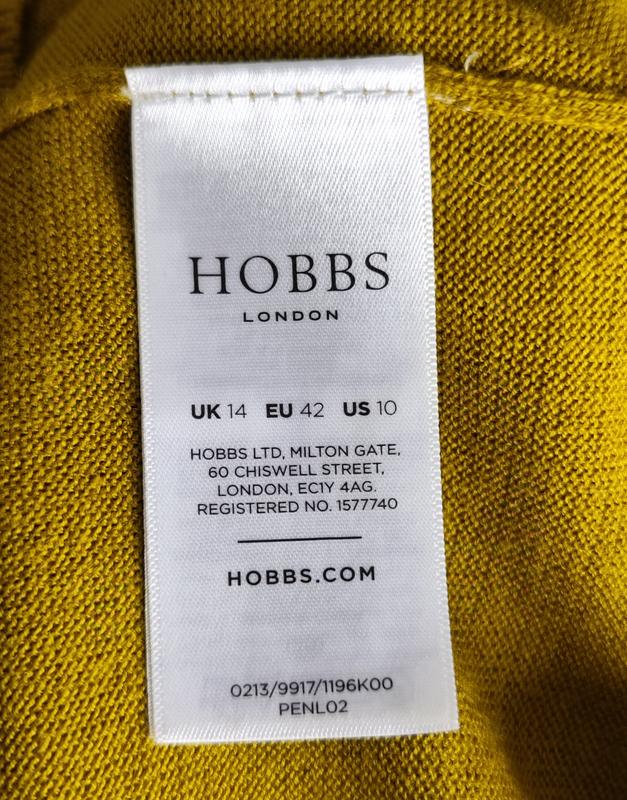 HOBBS
LONDON
UK 14 EU 42 US 10
HOBBS LTD, MILTON GATE,
60 CHISWELL STREET,
LONDON, EC1Y 4AG.
REGISTERED NO. 1577740
HOBBS.COM
0213/9917/1196K00
PENL02